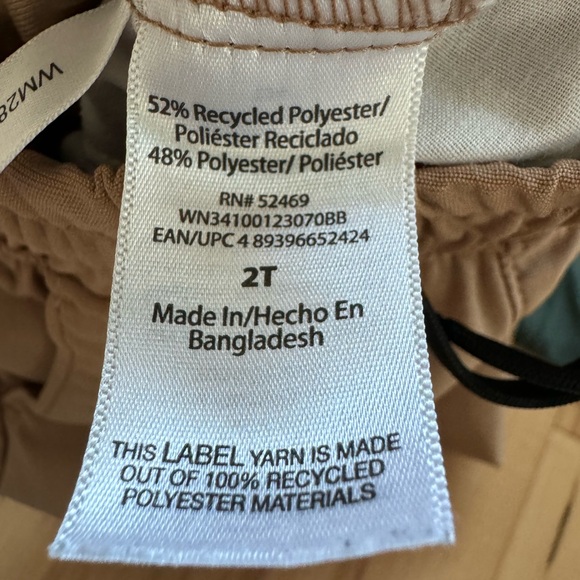 WM28
52% Recycled Polyester/
Poliéster Reciclado
48% Polyester/ Poliéster
RN# 52469
WN34100123070BB
EAN/UPC 4 89396652424
2T
Made In/Hecho En
Bangladesh
THIS LABEL YARN IS MADE
OUT OF 100% RECYCLED
POLYESTER MATERIALS